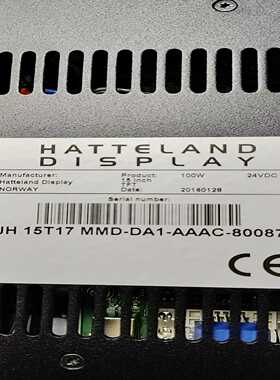 HATTELAND
DISPLAY
Manufacturer: Product: 100W 24VDC
Hatteland Display 15 inch
NORWAY TFT Date: 20160128
Serial number:
JH 15T17 MMD-DA1-AAAC-80087
CE